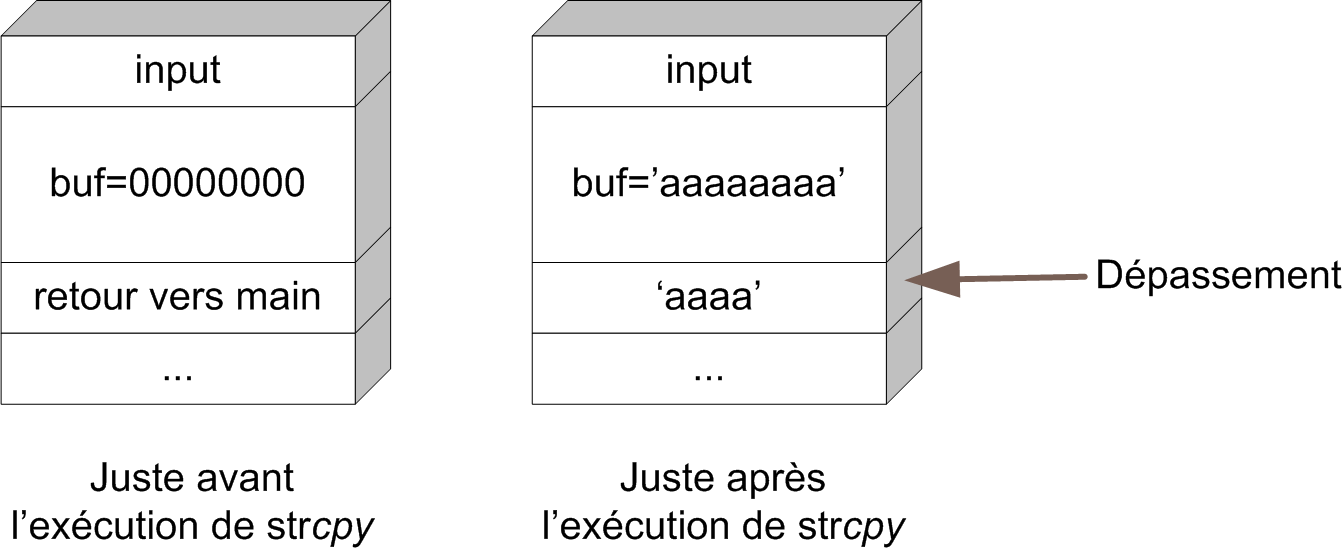 input
buf=00000000
retour vers main
...
Juste avant
l’exécution de strcpy
input
buf=’aaaaaaaa’
‘aaaa’
...
Dépassement
Juste après
l’exécution de strcpy